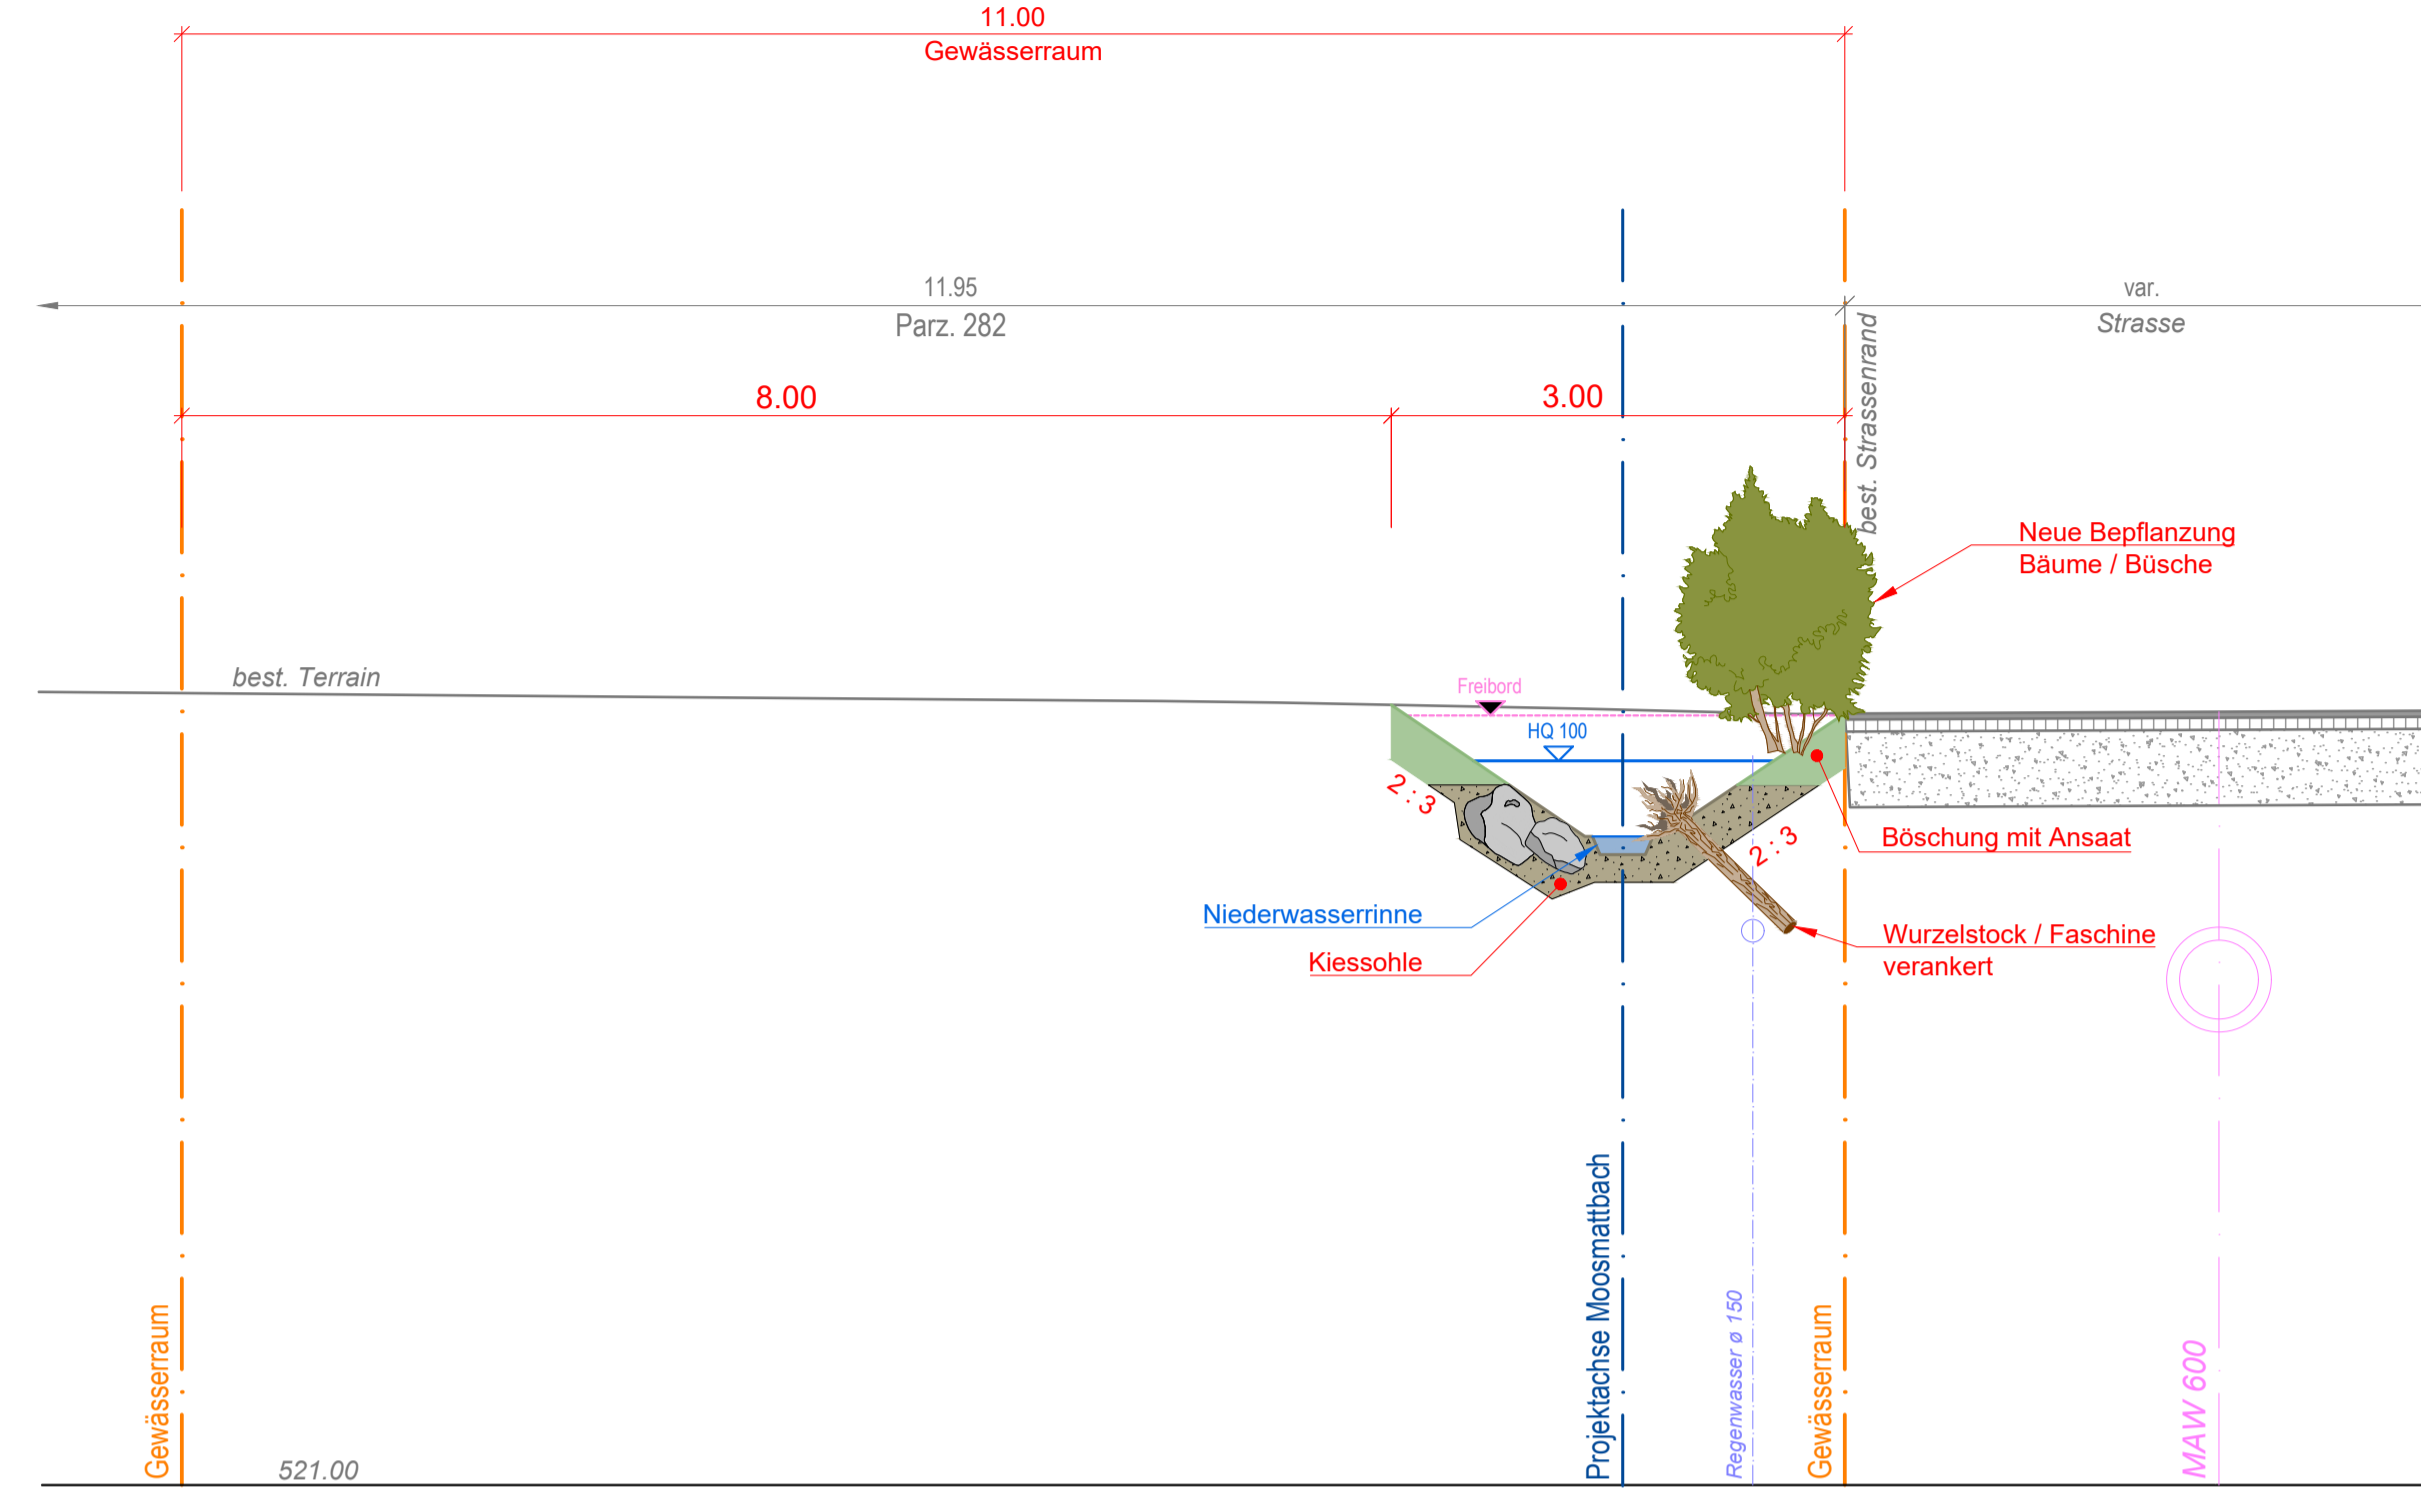 11.00
Gewässerraum
11.95
Parz. 282
var.
Strasse
best. Strassenrand
8.00
3.00
Neue Bepflanzung
Bäume / Büsche
best. Terrain
Freibord
HQ 100
2 : 3
2 : 3
Böschung mit Ansaat
Niederwasserrinne
Kiessohle
Wurzelstock / Faschine
verankert
Gewässerraum
Projektachse Moosmattbach
Regenwasser ø 150
Gewässerraum
MAW 600
521.00